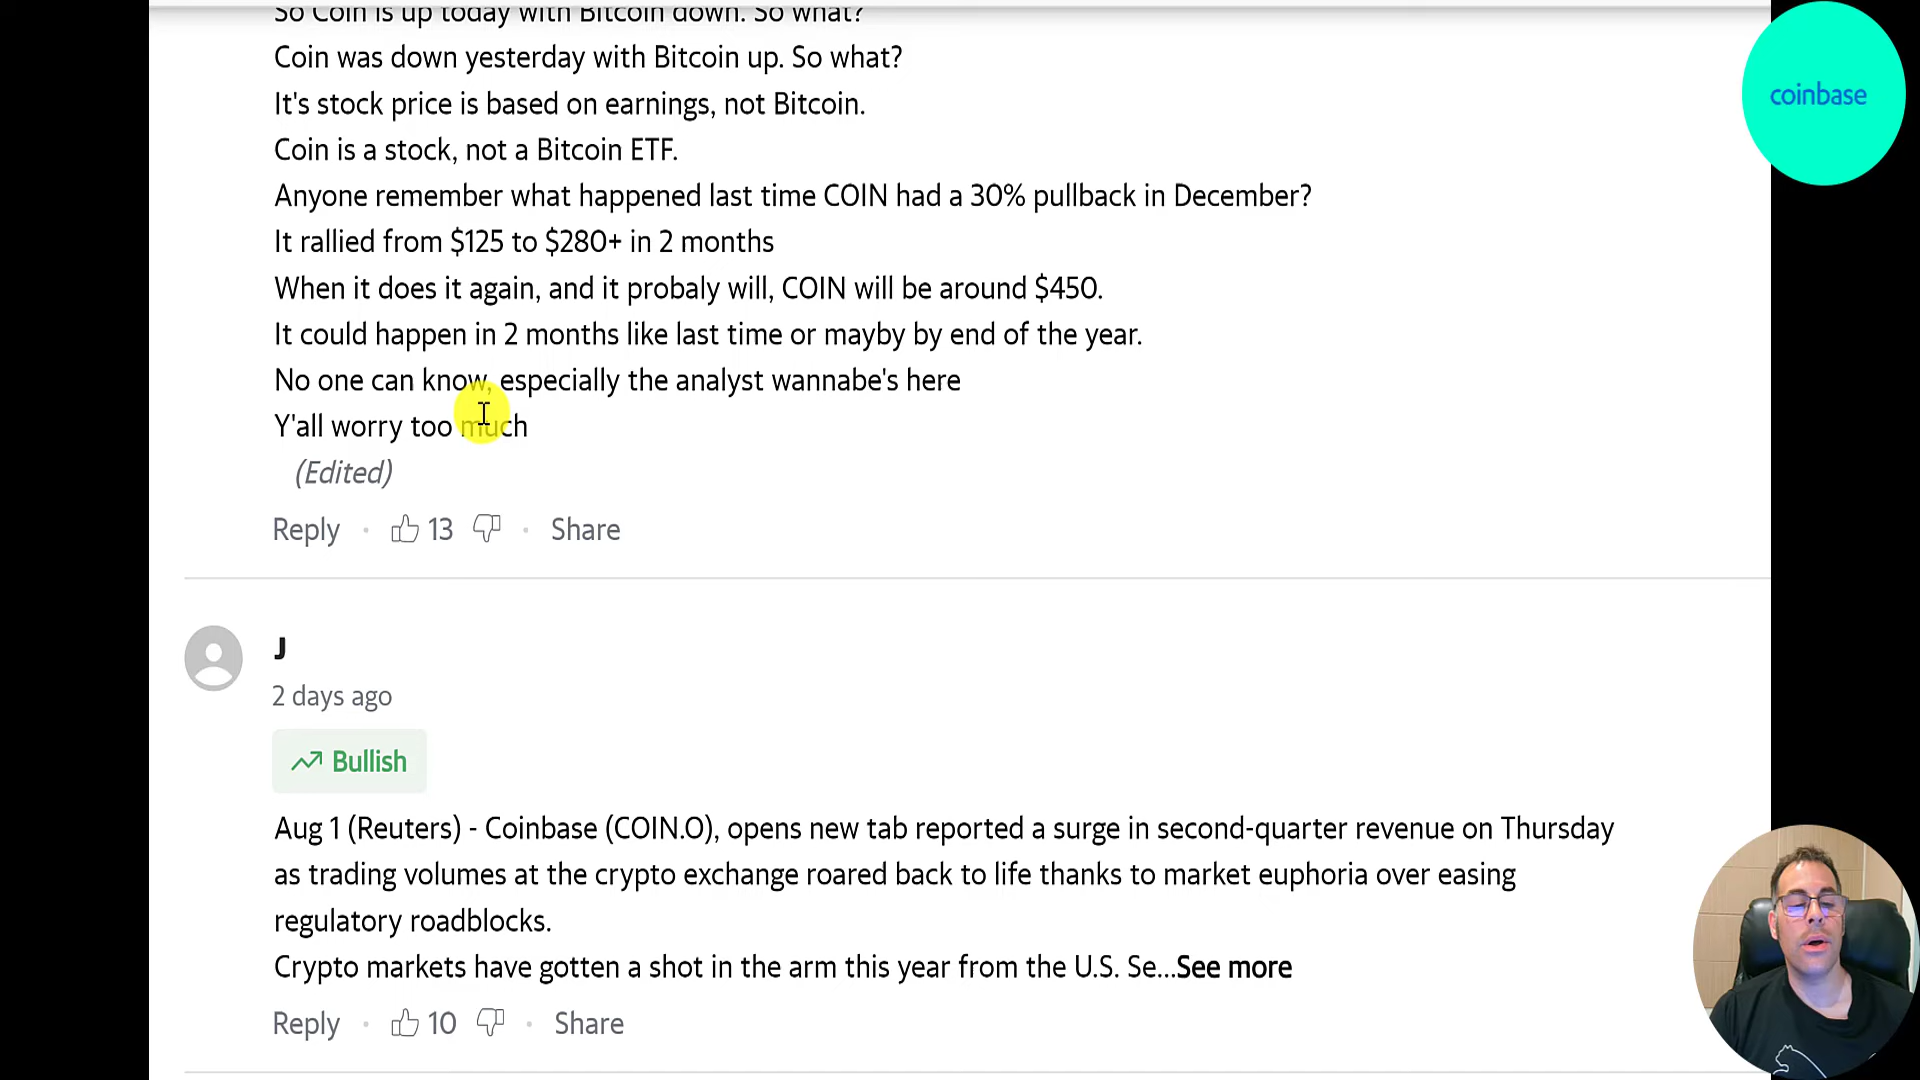 So Coin is up today with Bitcoin down. So what?
Coin was down yesterday with Bitcoin up. So what?
It's stock price is based on earnings, not Bitcoin.
Coin is a stock, not a Bitcoin ETF.
Anyone remember what happened last time COIN had a 30% pullback in December?
It rallied from $125 to $280+ in 2 months
When it does it again, and it probaly will, COIN will be around $450.
It could happen in 2 months like last time or mayby by end of the year.
No one can know, especially the analyst wannabe's here
Y'all worry too much
(Edited)
Reply · 13 · Share
J
2 days ago
Bullish
Aug 1 (Reuters) - Coinbase (COIN.O), opens new tab reported a surge in second-quarter revenue on Thursday
as trading volumes at the crypto exchange roared back to life thanks to market euphoria over easing
regulatory roadblocks.
Crypto markets have gotten a shot in the arm this year from the U.S. Se...See more
Reply · 10 · Share
coinbase